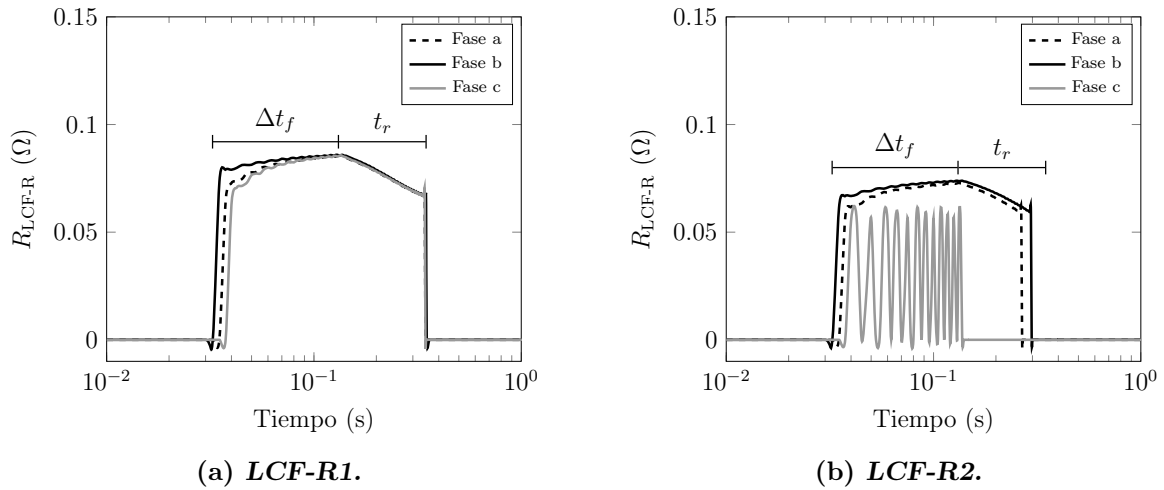 0.15
0.1
0.05
0
R_LCF-R (Ω)
Fase a
Fase b
Fase c
Δt_f
t_r
10^−2
10^−1
10^0
Tiempo (s)
(a) LCF-R1.
0.15
0.1
0.05
0
R_LCF-R (Ω)
Fase a
Fase b
Fase c
Δt_f
t_r
10^−2
10^−1
10^0
Tiempo (s)
(b) LCF-R2.